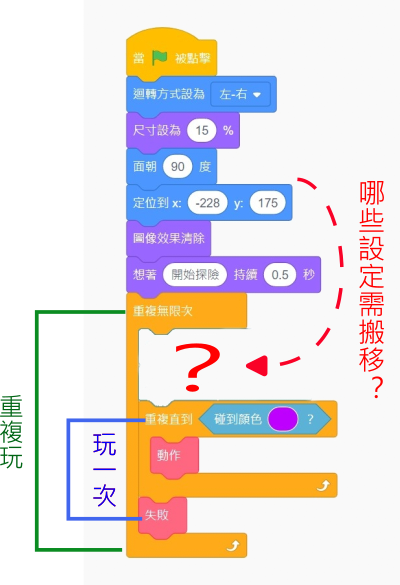 當 被點擊
迴轉方式設為 左-右
尺寸設為 15 %
面朝 90 度
定位到 x: -228 y: 175
圖像效果清除
想著 開始探險 持續 0.5 秒
重複無限次
?
重複直到 碰到顏色 ?
動作
失敗
哪些設定需搬移？
重複玩
玩一次